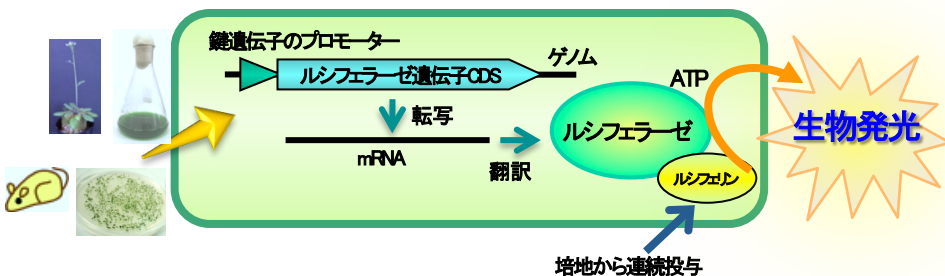 鍵遺伝子のプロモーター
ゲノム
ルシフェラーゼ遺伝子CDS
ATP
転写
ルシフェラーゼ
生物発光
mRNA
翻訳
ルシフェリン
培地から連続投与